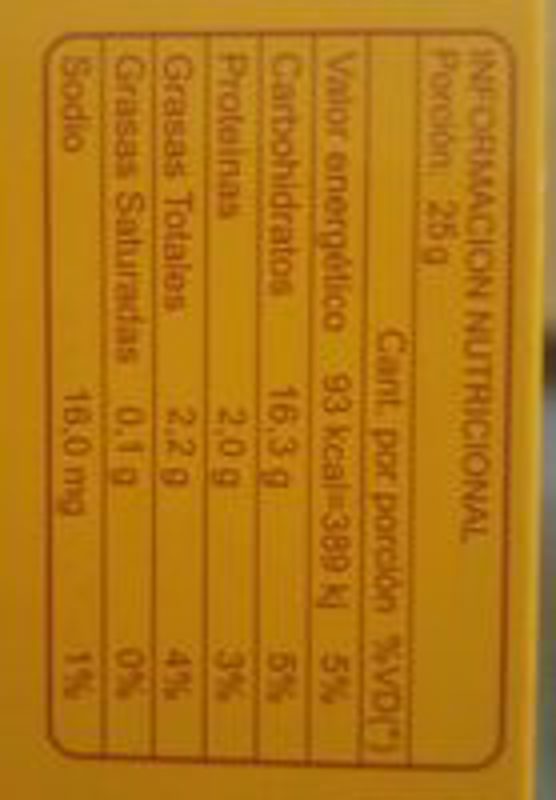 INFORMACION NUTRICIONAL
Porción 25 g
Cant. por porción %VD(*)
Valor energético 93 kcal=389 kj 5%
Carbohidratos 16,3 g 5%
Proteinas 2,0 g 3%
Grasas Totales 2,2 g 4%
Grasas Saturadas 0,1 g 0%
Sodio 16,0 mg 1%